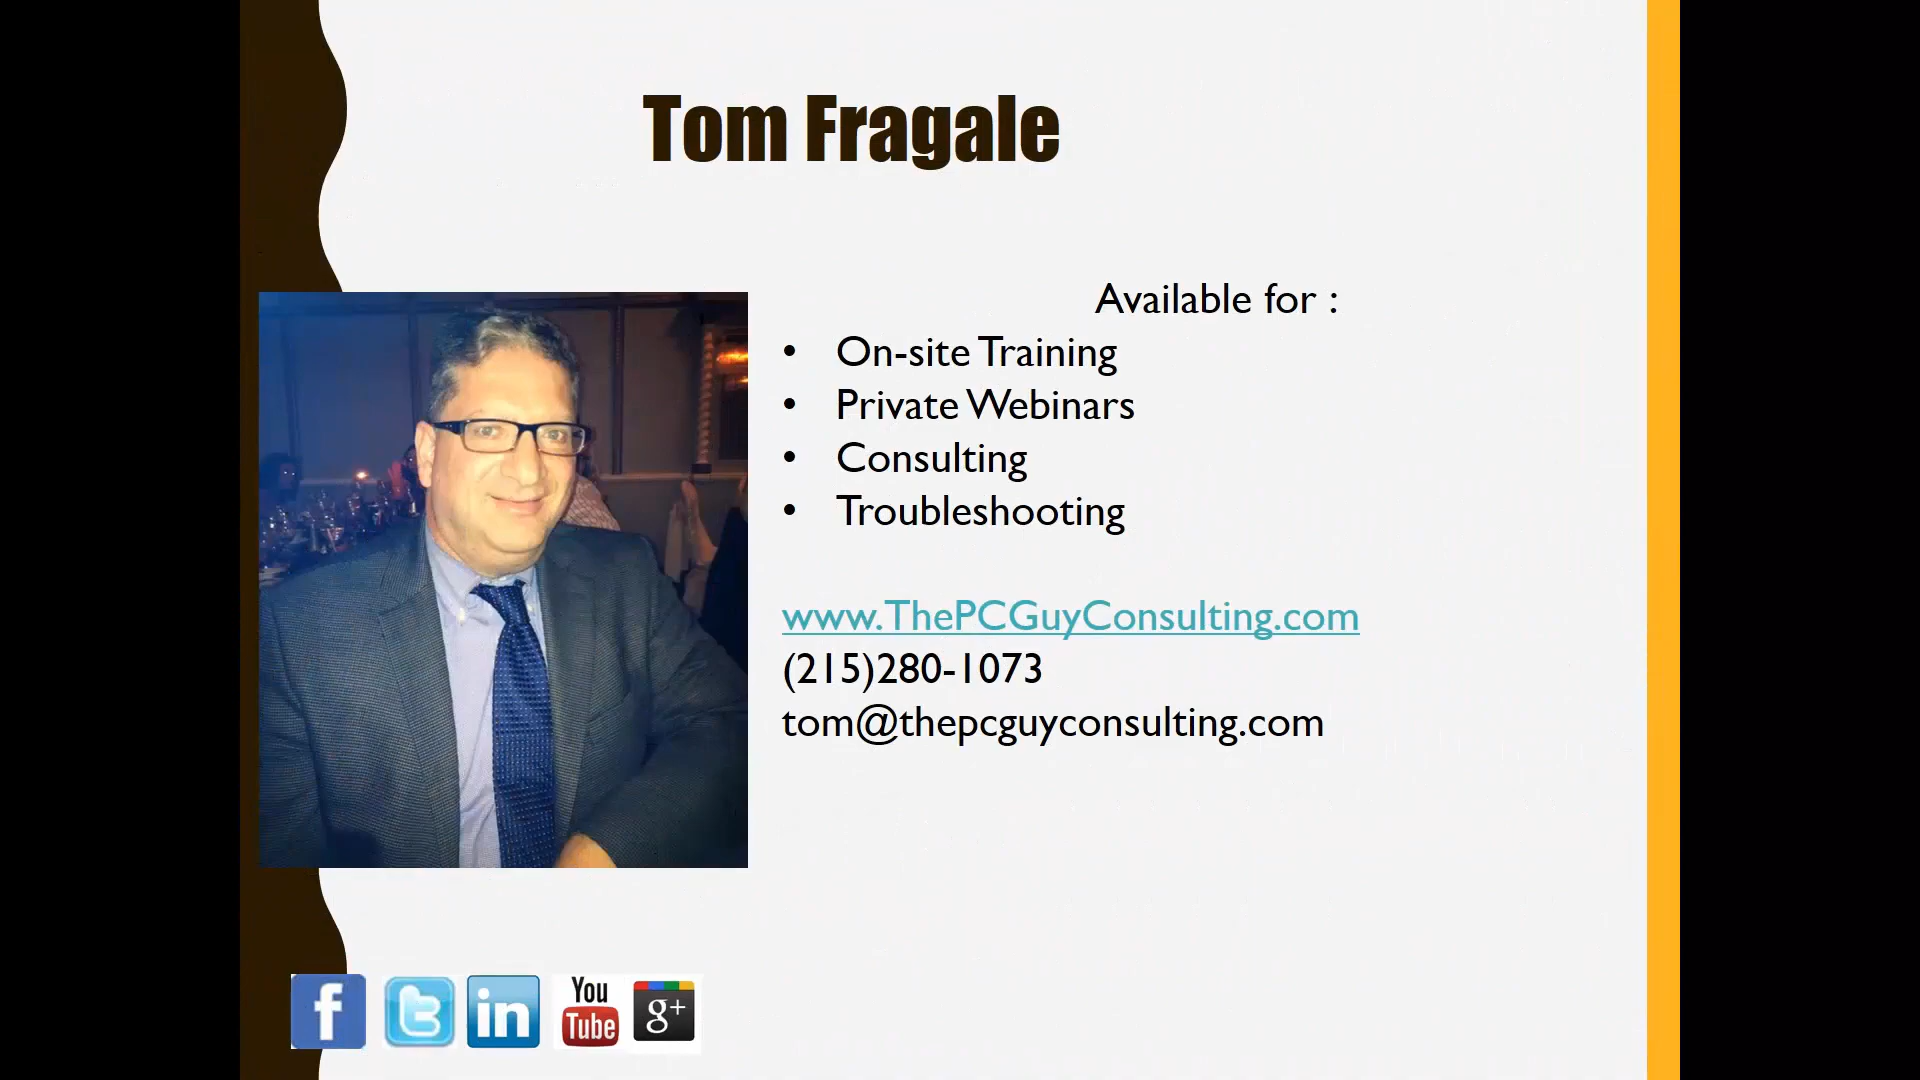 Tom Fragale
Available for :
• On-site Training
• Private Webinars
• Consulting
• Troubleshooting
www.ThePCGuyConsulting.com
(215)280-1073
tom@thepcguyconsulting.com
f
t
in
You
Tube
g+